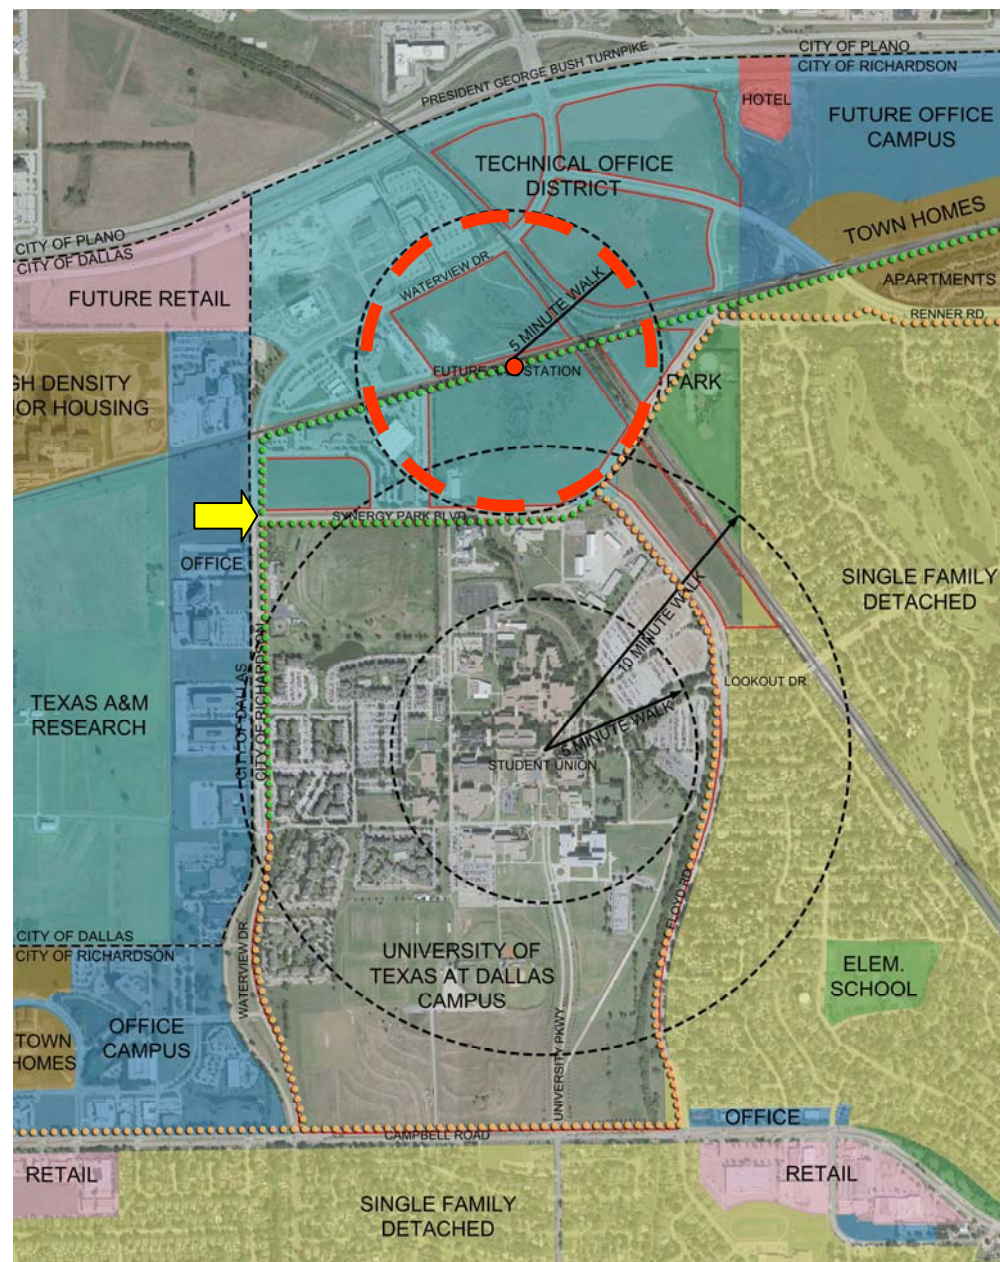 CITY OF PLANO
CITY OF RICHARDSON
PRESIDENT GEORGE BUSH TURNPIKE
HOTEL
FUTURE OFFICE
CAMPUS
TECHNICAL OFFICE
DISTRICT
TOWN HOMES
CITY OF PLANO
CITY OF DALLAS
WATERVIEW DR.
5 MINUTE WALK
APARTMENTS
FUTURE RETAIL
RENNER RD.
FUTURE
STATION
PARK
GH DENSITY
IOR HOUSING
SYNERGY PARK BLVD
OFFICE
SINGLE FAMILY
DETACHED
10 MINUTE WALK
CITY OF DALLAS
CITY OF RICHARDSON
TEXAS A&M
RESEARCH
LOOKOUT DR.
5 MINUTE WALK
STUDENT UNION
FLOYD RD
CITY OF DALLAS
CITY OF RICHARDSON
WATERVIEW DR.
UNIVERSITY OF
TEXAS AT DALLAS
CAMPUS
ELEM.
SCHOOL
OFFICE
CAMPUS
TOWN
HOMES
UNIVERSITY PKWY
OFFICE
CAMPBELL ROAD
RETAIL
RETAIL
SINGLE FAMILY
DETACHED